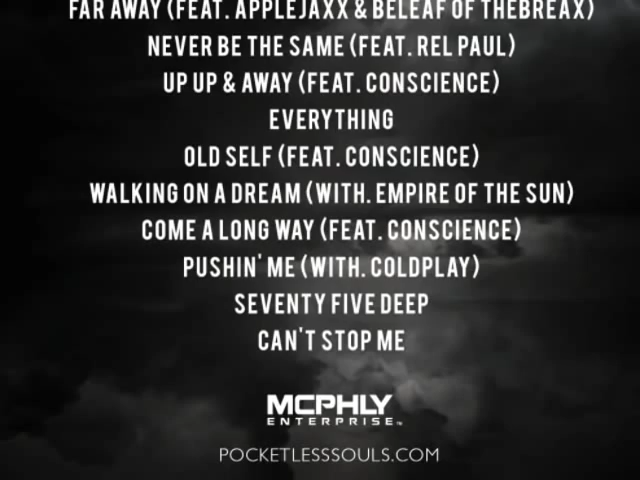 FAR AWAY (FEAT. APPLEJAXX & BELEAF OF THEBREAX)
NEVER BE THE SAME (FEAT. REL PAUL)
UP UP & AWAY (FEAT. CONSCIENCE)
EVERYTHING
OLD SELF (FEAT. CONSCIENCE)
WALKING ON A DREAM (WITH. EMPIRE OF THE SUN)
COME A LONG WAY (FEAT. CONSCIENCE)
PUSHIN' ME (WITH. COLDPLAY)
SEVENTY FIVE DEEP
CAN'T STOP ME
MCPHLY
ENTERPRISE™
POCKETLESSSOULS.COM